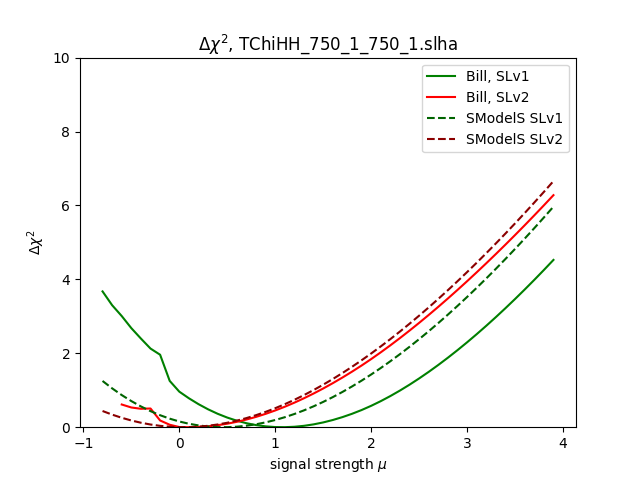 Δχ², TChiHH_750_1_750_1.slha
Bill, SLv1
Bill, SLv2
SModelS SLv1
SModelS SLv2
10
8
6
4
2
0
Δχ²
−1 0 1 2 3 4
signal strength μ